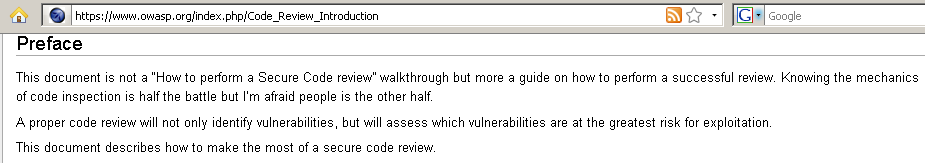 https://www.owasp.org/index.php/Code_Review_Introduction
G Google
Preface
This document is not a "How to perform a Secure Code review" walkthrough but more a guide on how to perform a successful review. Knowing the mechanics
of code inspection is half the battle but I'm afraid people is the other half.
A proper code review will not only identify vulnerabilities, but will assess which vulnerabilities are at the greatest risk for exploitation.
This document describes how to make the most of a secure code review.